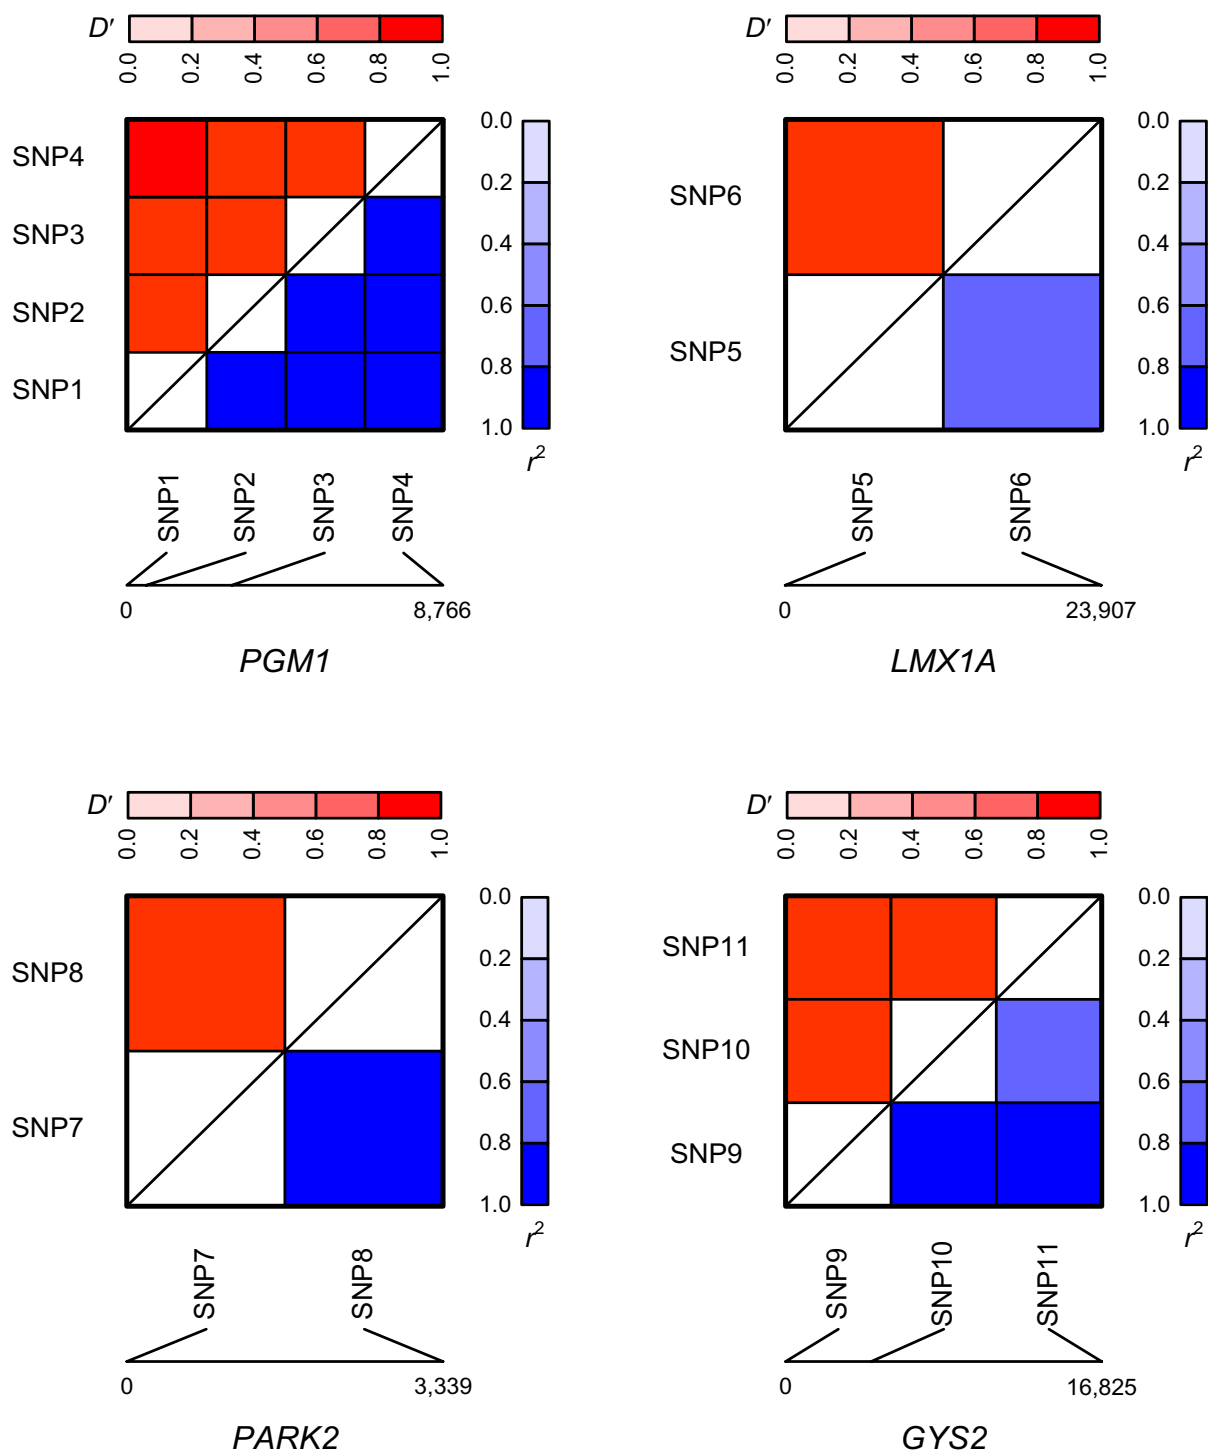 D′
0.0 0.2 0.4 0.6 0.8 1.0
SNP4
SNP3
SNP2
SNP1
0.0
0.2
0.4
0.6
0.8
1.0
r²
SNP1 SNP2 SNP3 SNP4
0 8,766
PGM1
D′
0.0 0.2 0.4 0.6 0.8 1.0
SNP6
SNP5
0.0
0.2
0.4
0.6
0.8
1.0
r²
SNP5 SNP6
0 23,907
LMX1A
D′
0.0 0.2 0.4 0.6 0.8 1.0
SNP8
SNP7
0.0
0.2
0.4
0.6
0.8
1.0
r²
SNP7 SNP8
0 3,339
PARK2
D′
0.0 0.2 0.4 0.6 0.8 1.0
SNP11
SNP10
SNP9
0.0
0.2
0.4
0.6
0.8
1.0
r²
SNP9 SNP10 SNP11
0 16,825
GYS2